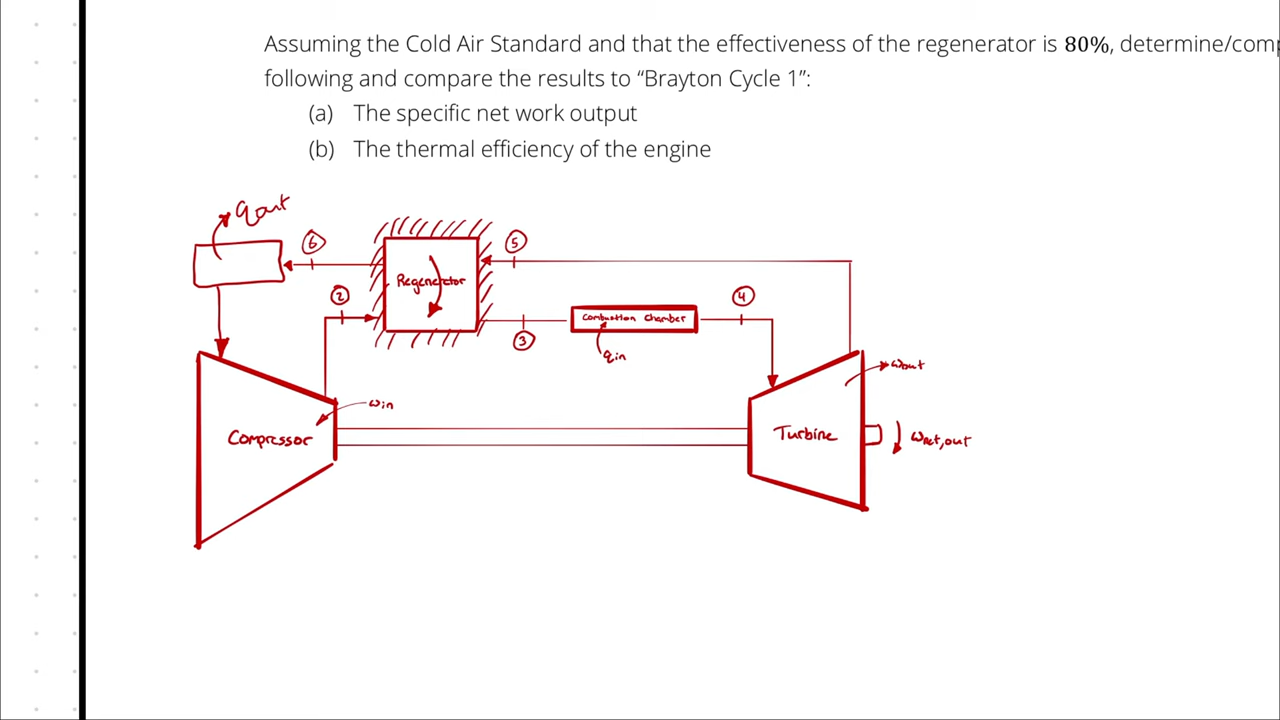 Assuming the Cold Air Standard and that the effectiveness of the regenerator is 80%, determine/comp
following and compare the results to “Brayton Cycle 1”:
(a) The specific net work output
(b) The thermal efficiency of the engine
qout
6
5
Regenerator
2
4
Combustion Chamber
3
qin
wout
win
Compressor
Turbine
wnet,out